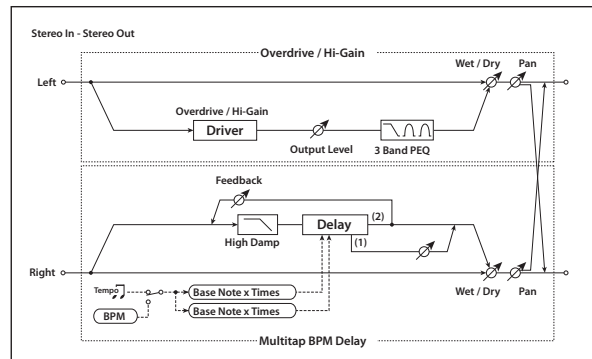 Stereo In - Stereo Out
Overdrive / Hi-Gain
Wet / Dry
Pan
Left
Overdrive / Hi-Gain
Driver
Output Level
3 Band PEQ
Feedback
High Damp
Delay
(2)
(1)
Right
Tempo
BPM
Base Note x Times
Base Note x Times
Wet / Dry
Pan
Multitap BPM Delay